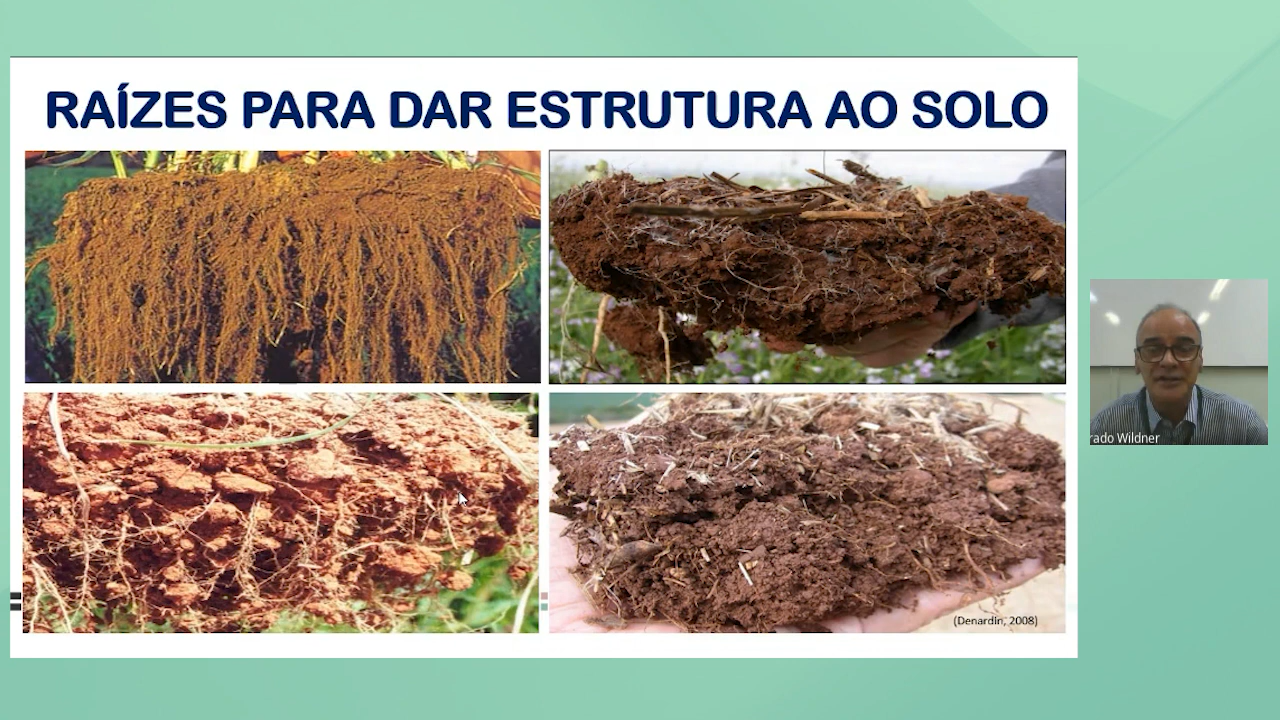 RAÍZES PARA DAR ESTRUTURA AO SOLO
(Denardin, 2008)
rado Wildner